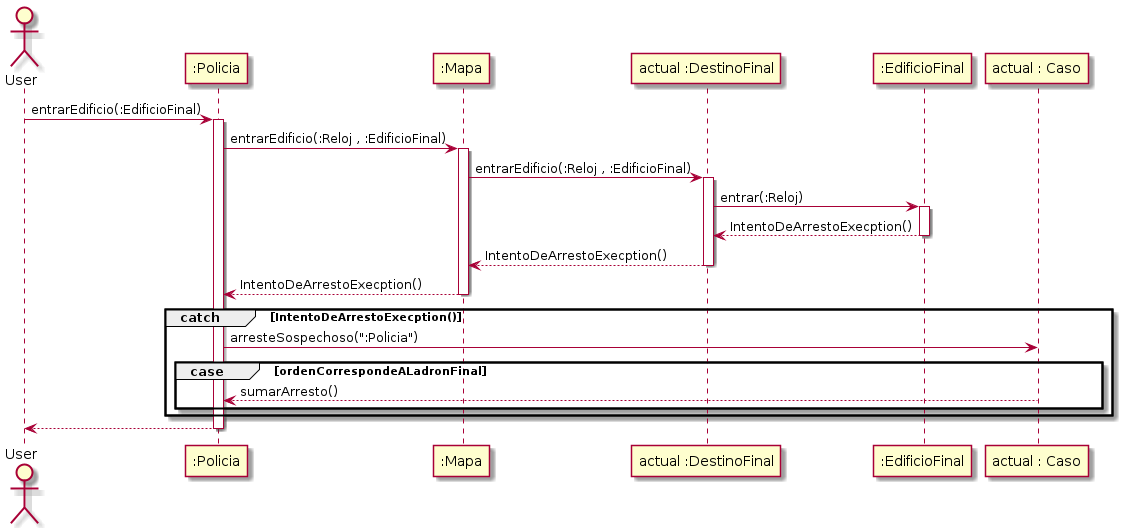 User
:Policia
:Mapa
actual :DestinoFinal
:EdificioFinal
actual : Caso
entrarEdificio(:EdificioFinal)
entrarEdificio(:Reloj , :EdificioFinal)
entrarEdificio(:Reloj , :EdificioFinal)
entrar(:Reloj)
IntentoDeArrestoExecption()
IntentoDeArrestoExecption()
IntentoDeArrestoExecption()
catch [IntentoDeArrestoExecption()]
arresteSospechoso(":Policia")
case [ordenCorrespondeALadronFinal]
sumarArresto()
User
:Policia
:Mapa
actual :DestinoFinal
:EdificioFinal
actual : Caso